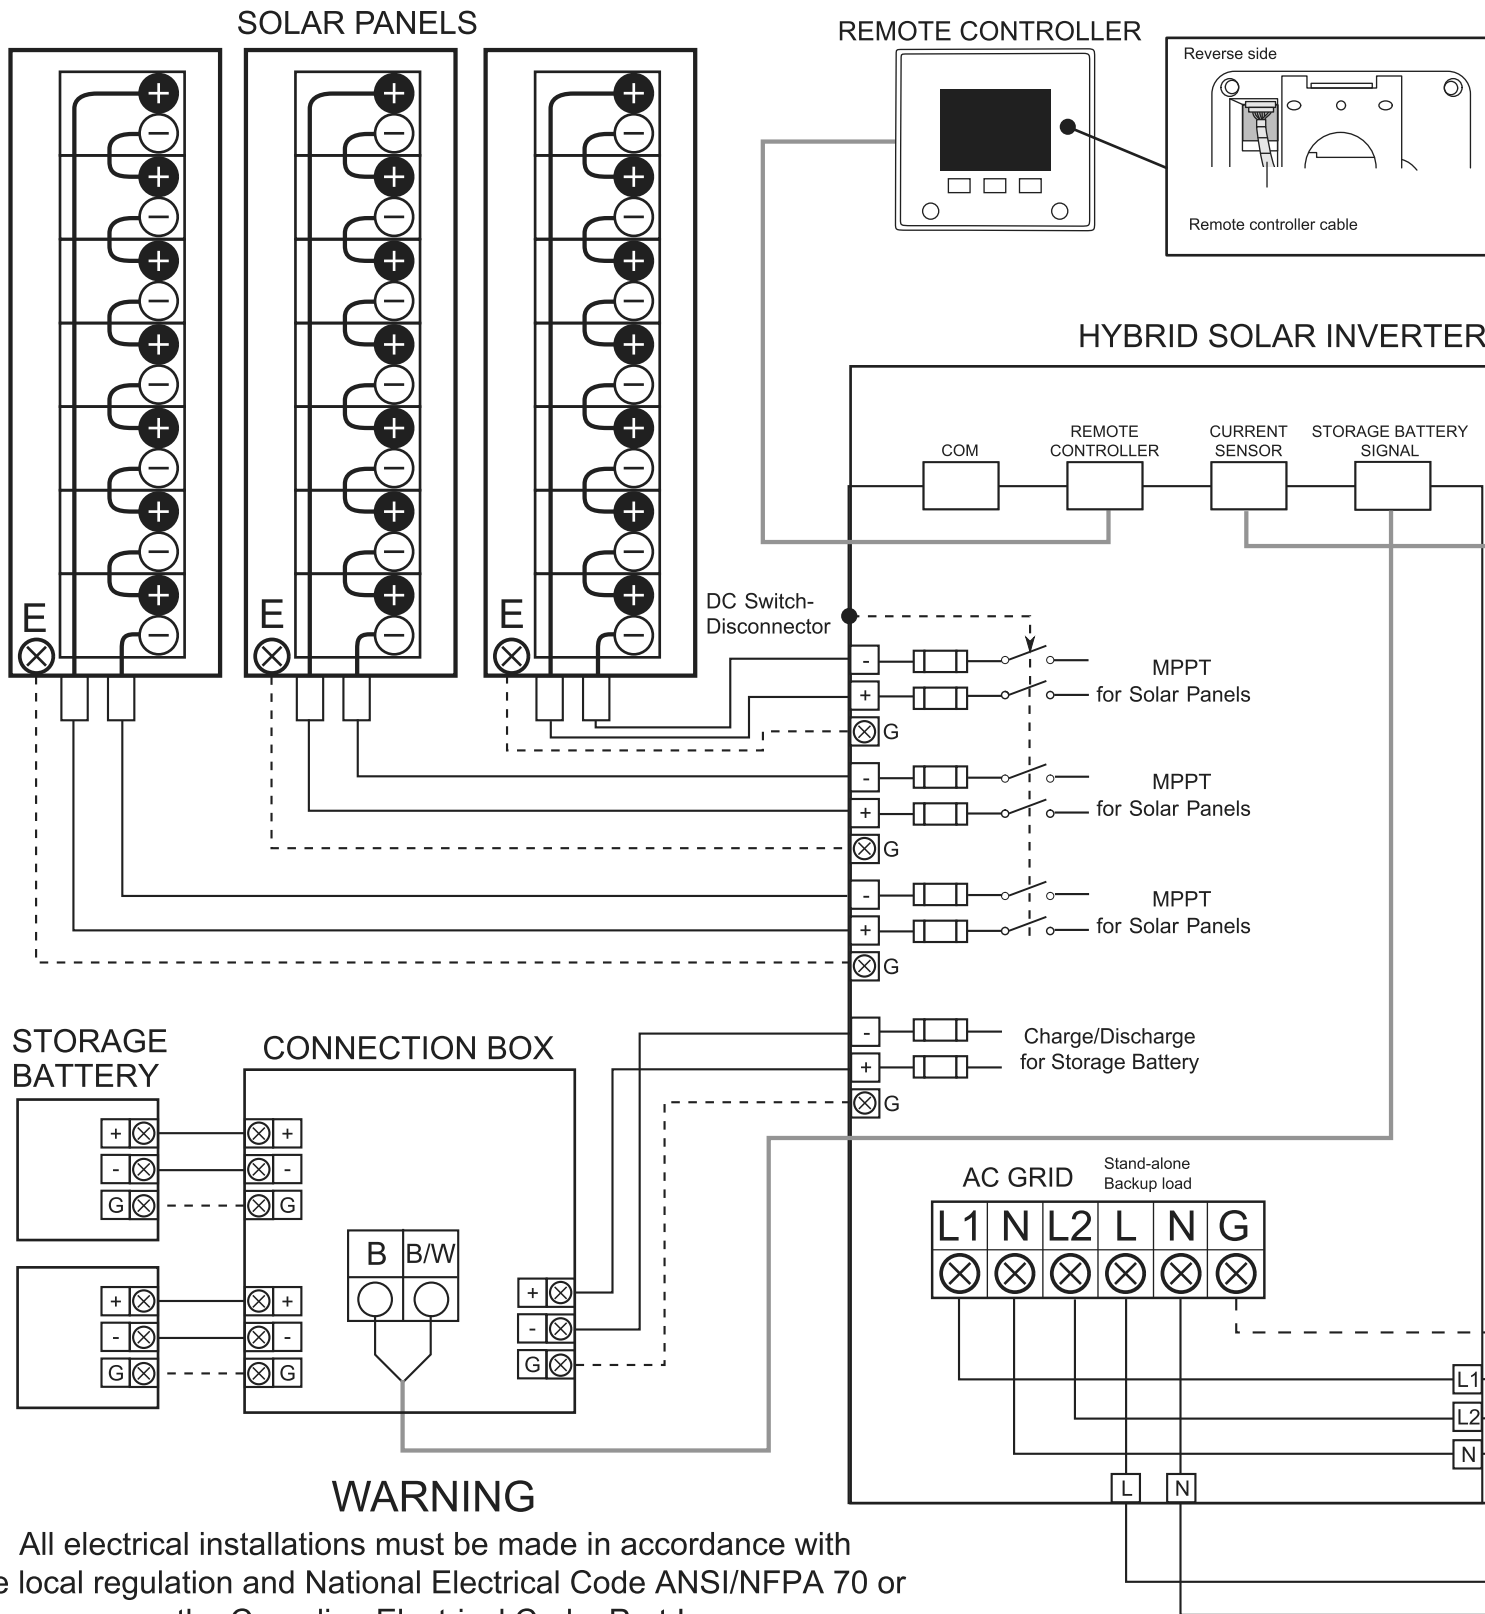 SOLAR PANELS
+
−
+
−
+
−
+
−
+
−
+
−
+
−
E
+
−
+
−
+
−
+
−
+
−
+
−
+
−
E
+
−
+
−
+
−
+
−
+
−
+
−
+
−
E
REMOTE CONTROLLER
Reverse side
Remote controller cable
HYBRID SOLAR INVERTER
COM
REMOTE
CONTROLLER
CURRENT
SENSOR
STORAGE BATTERY
SIGNAL
DC Switch-
Disconnector
-
+
G
MPPT
for Solar Panels
-
+
G
MPPT
for Solar Panels
-
+
G
MPPT
for Solar Panels
-
+
G
Charge/Discharge
for Storage Battery
STORAGE
BATTERY
+
-
G
+
-
G
CONNECTION BOX
+
-
G
+
-
G
B B/W
+
-
G
AC GRID
Stand-alone
Backup load
L1 N L2 L N G
L1
L2
N
L N
WARNING
All electrical installations must be made in accordance with
local regulation and National Electrical Code ANSI/NFPA 70 or